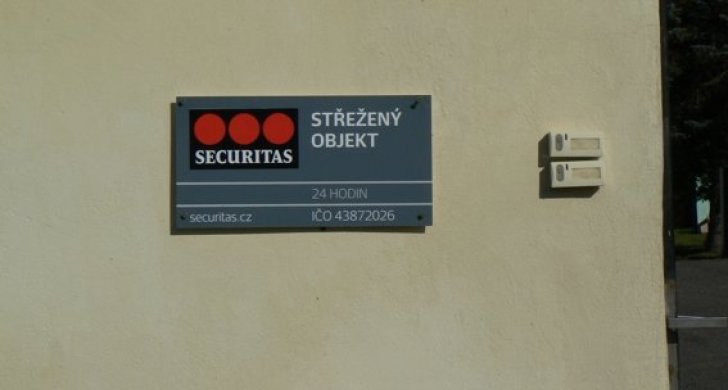 SECURITAS
STŘEŽENÝ
OBJEKT
24 HODIN
securitas.cz
IČO 43872026